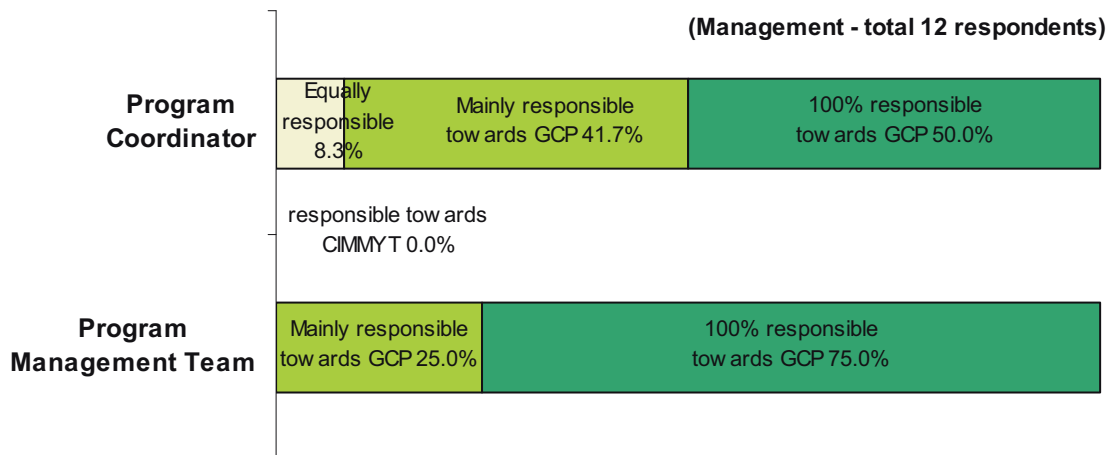 (Management - total 12 respondents)
Program
Coordinator
Equally
responsible
8.3%
Mainly responsible
tow ards GCP 41.7%
100% responsible
tow ards GCP 50.0%
responsible tow ards
CIMMYT 0.0%
Program
Management Team
Mainly responsible
tow ards GCP 25.0%
100% responsible
tow ards GCP 75.0%